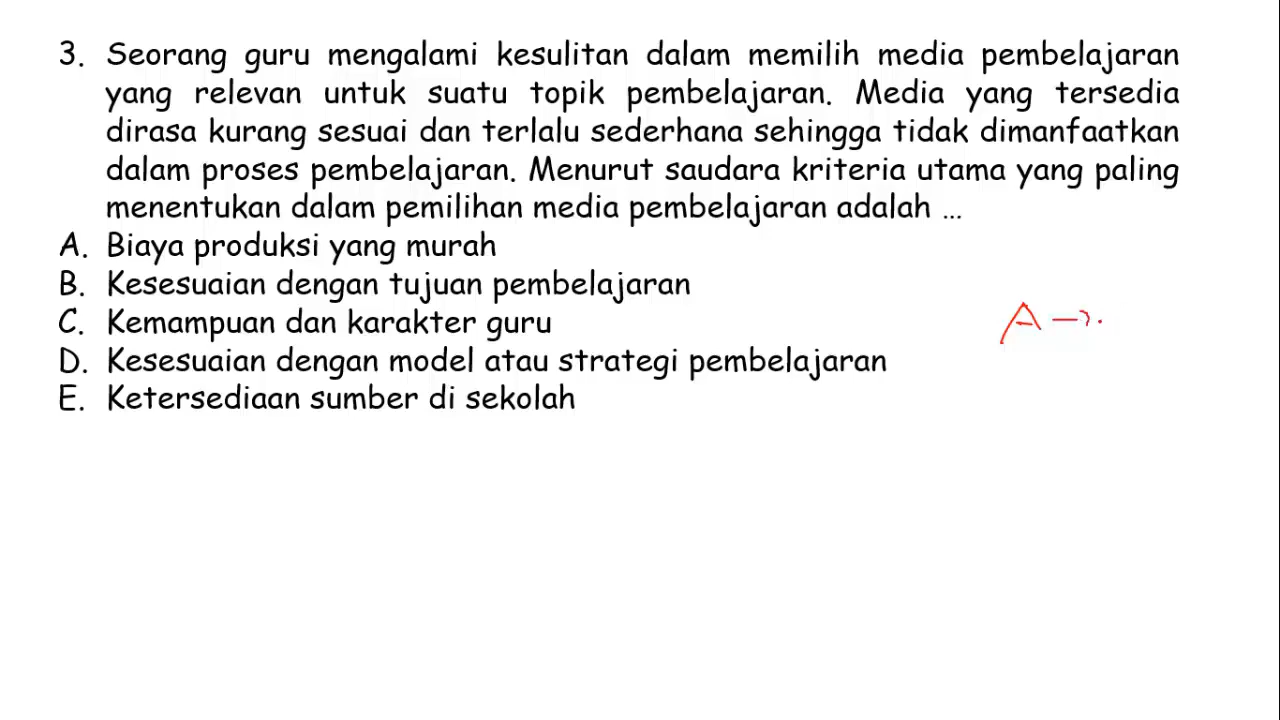 3. Seorang guru mengalami kesulitan dalam memilih media pembelajaran
yang relevan untuk suatu topik pembelajaran. Media yang tersedia
dirasa kurang sesuai dan terlalu sederhana sehingga tidak dimanfaatkan
dalam proses pembelajaran. Menurut saudara kriteria utama yang paling
menentukan dalam pemilihan media pembelajaran adalah ...
A. Biaya produksi yang murah
B. Kesesuaian dengan tujuan pembelajaran
C. Kemampuan dan karakter guru
A →
D. Kesesuaian dengan model atau strategi pembelajaran
E. Ketersediaan sumber di sekolah